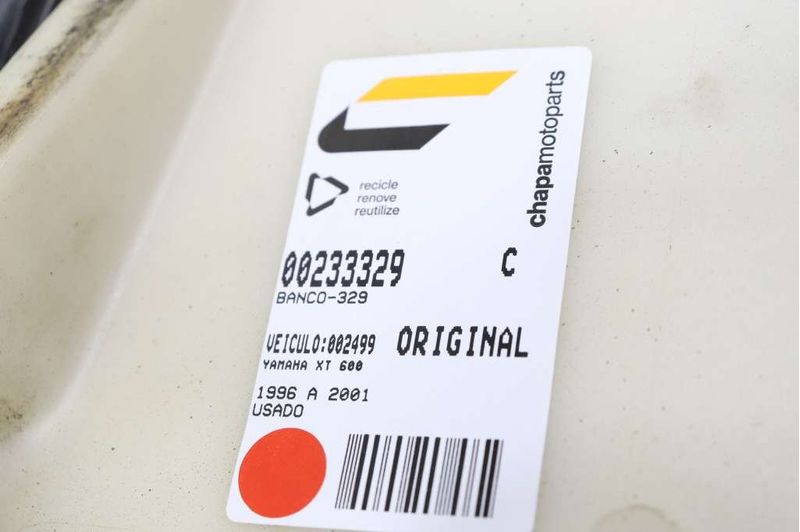 chapamotoparts
recicle
renove
reutilize
00233329 C
BANCO-329
VEICULO:002499 ORIGINAL
YAMAHA XT 600
1996 A 2001
USADO